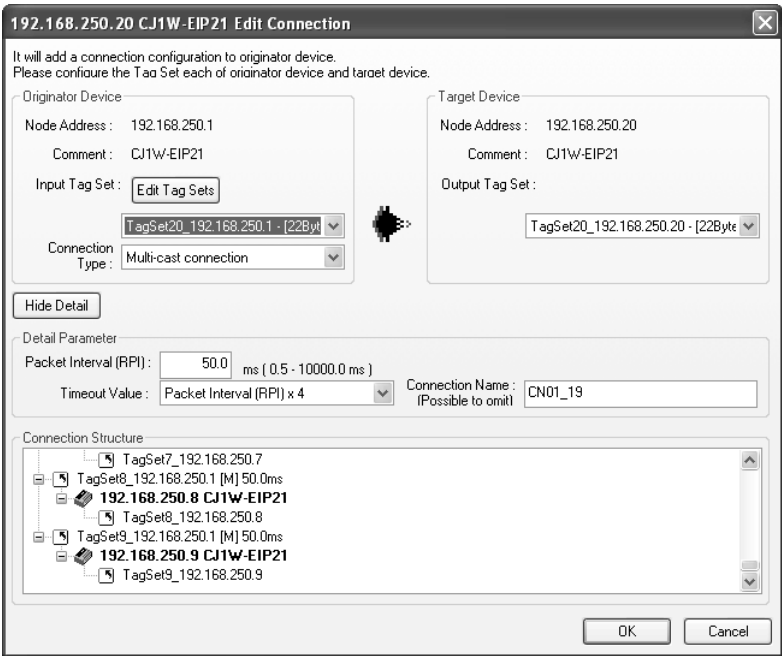 192.168.250.20 CJ1W-EIP21 Edit Connection
It will add a connection configuration to originator device.
Please configure the Tag Set each of originator device and target device.
Originator Device
Node Address : 192.168.250.1
Comment : CJ1W-EIP21
Input Tag Set : Edit Tag Sets
TagSet20_192.168.250.1 - [22Byt
Connection Type : Multi-cast connection
Target Device
Node Address : 192.168.250.20
Comment : CJ1W-EIP21
Output Tag Set :
TagSet20_192.168.250.20 - [22Byte
Hide Detail
Detail Parameter
Packet Interval (RPI) : 50.0 ms ( 0.5 - 10000.0 ms )
Timeout Value : Packet Interval (RPI) x 4
Connection Name : CN01_19
(Possible to omit)
Connection Structure
TagSet7_192.168.250.7
TagSet8_192.168.250.1 [M] 50.0ms
192.168.250.8 CJ1W-EIP21
TagSet8_192.168.250.8
TagSet9_192.168.250.1 [M] 50.0ms
192.168.250.9 CJ1W-EIP21
TagSet9_192.168.250.9
OK
Cancel